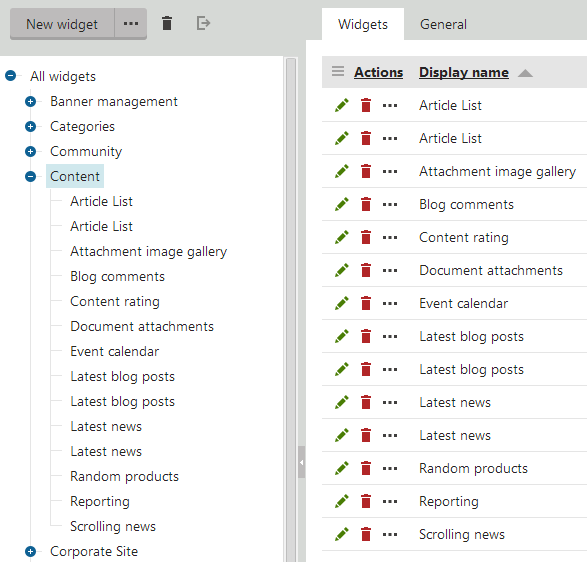 New widget
Widgets
General
All widgets
Banner management
Categories
Community
Content
Article List
Article List
Attachment image gallery
Blog comments
Content rating
Document attachments
Event calendar
Latest blog posts
Latest blog posts
Latest news
Latest news
Random products
Reporting
Scrolling news
Corporate Site
Actions Display name
Article List
Article List
Attachment image gallery
Blog comments
Content rating
Document attachments
Event calendar
Latest blog posts
Latest blog posts
Latest news
Latest news
Random products
Reporting
Scrolling news